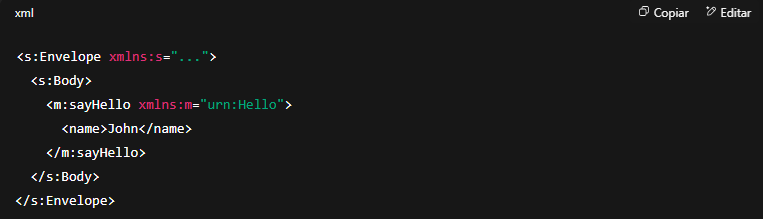 xml Copiar Editar
<s:Envelope xmlns:s="...">
  <s:Body>
    <m:sayHello xmlns:m="urn:Hello">
      <name>John</name>
    </m:sayHello>
  </s:Body>
</s:Envelope>